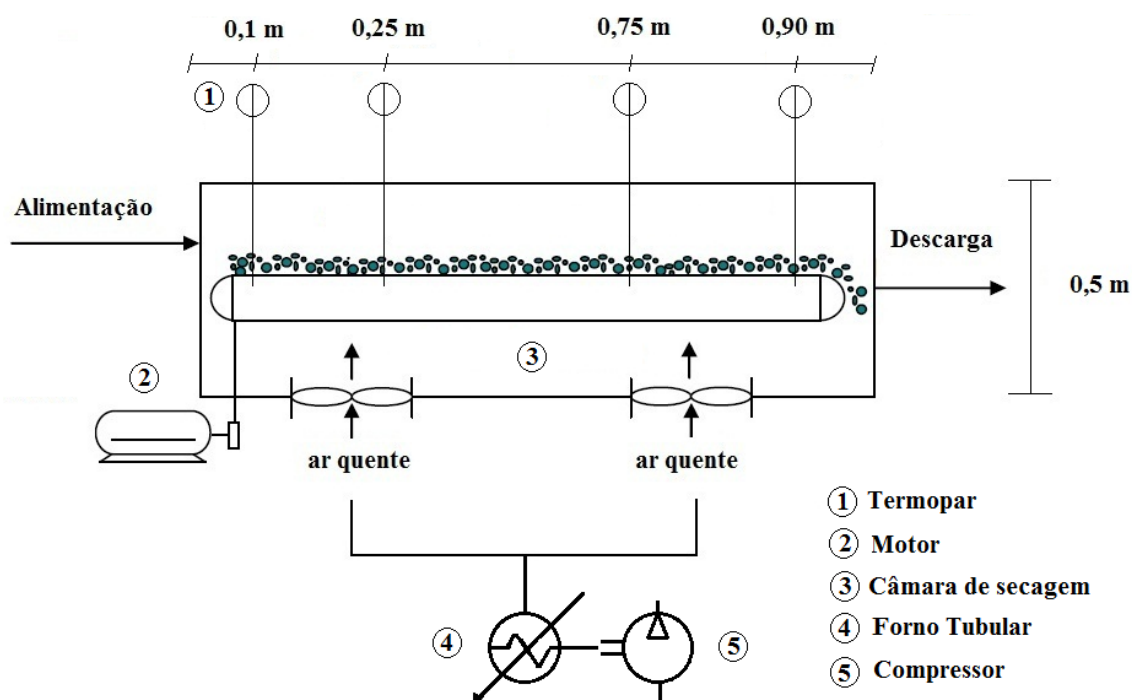 0,1 m 0,25 m 0,75 m 0,90 m
1
Alimentação
Descarga
0,5 m
3
2
ar quente ar quente
1 Termopar
2 Motor
3 Câmara de secagem
4 Forno Tubular
5 Compressor
4
5